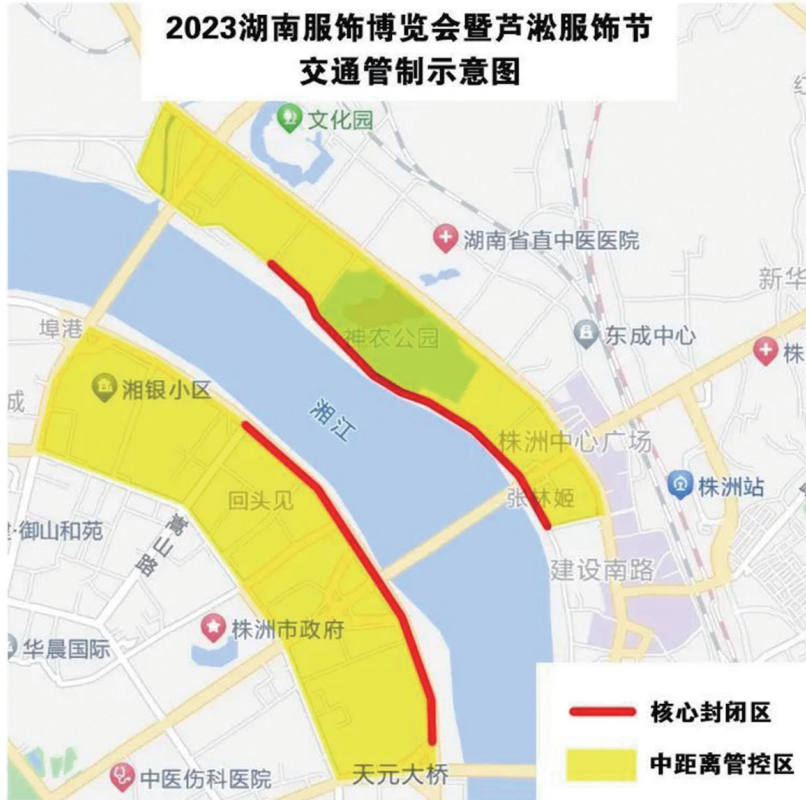 2023湖南服饰博览会暨芦淞服饰节
交通管制示意图
文化园
湖南省直中医医院
新华
神农公园
埠港
东成中心
株
湘银小区
成
湘江
株洲中心广场
株洲站
回头见
张林姬
御山和苑
嵩山路
建设南路
株洲市政府
华晨国际
核心封闭区
中距离管控区
天元大桥
中医伤科医院